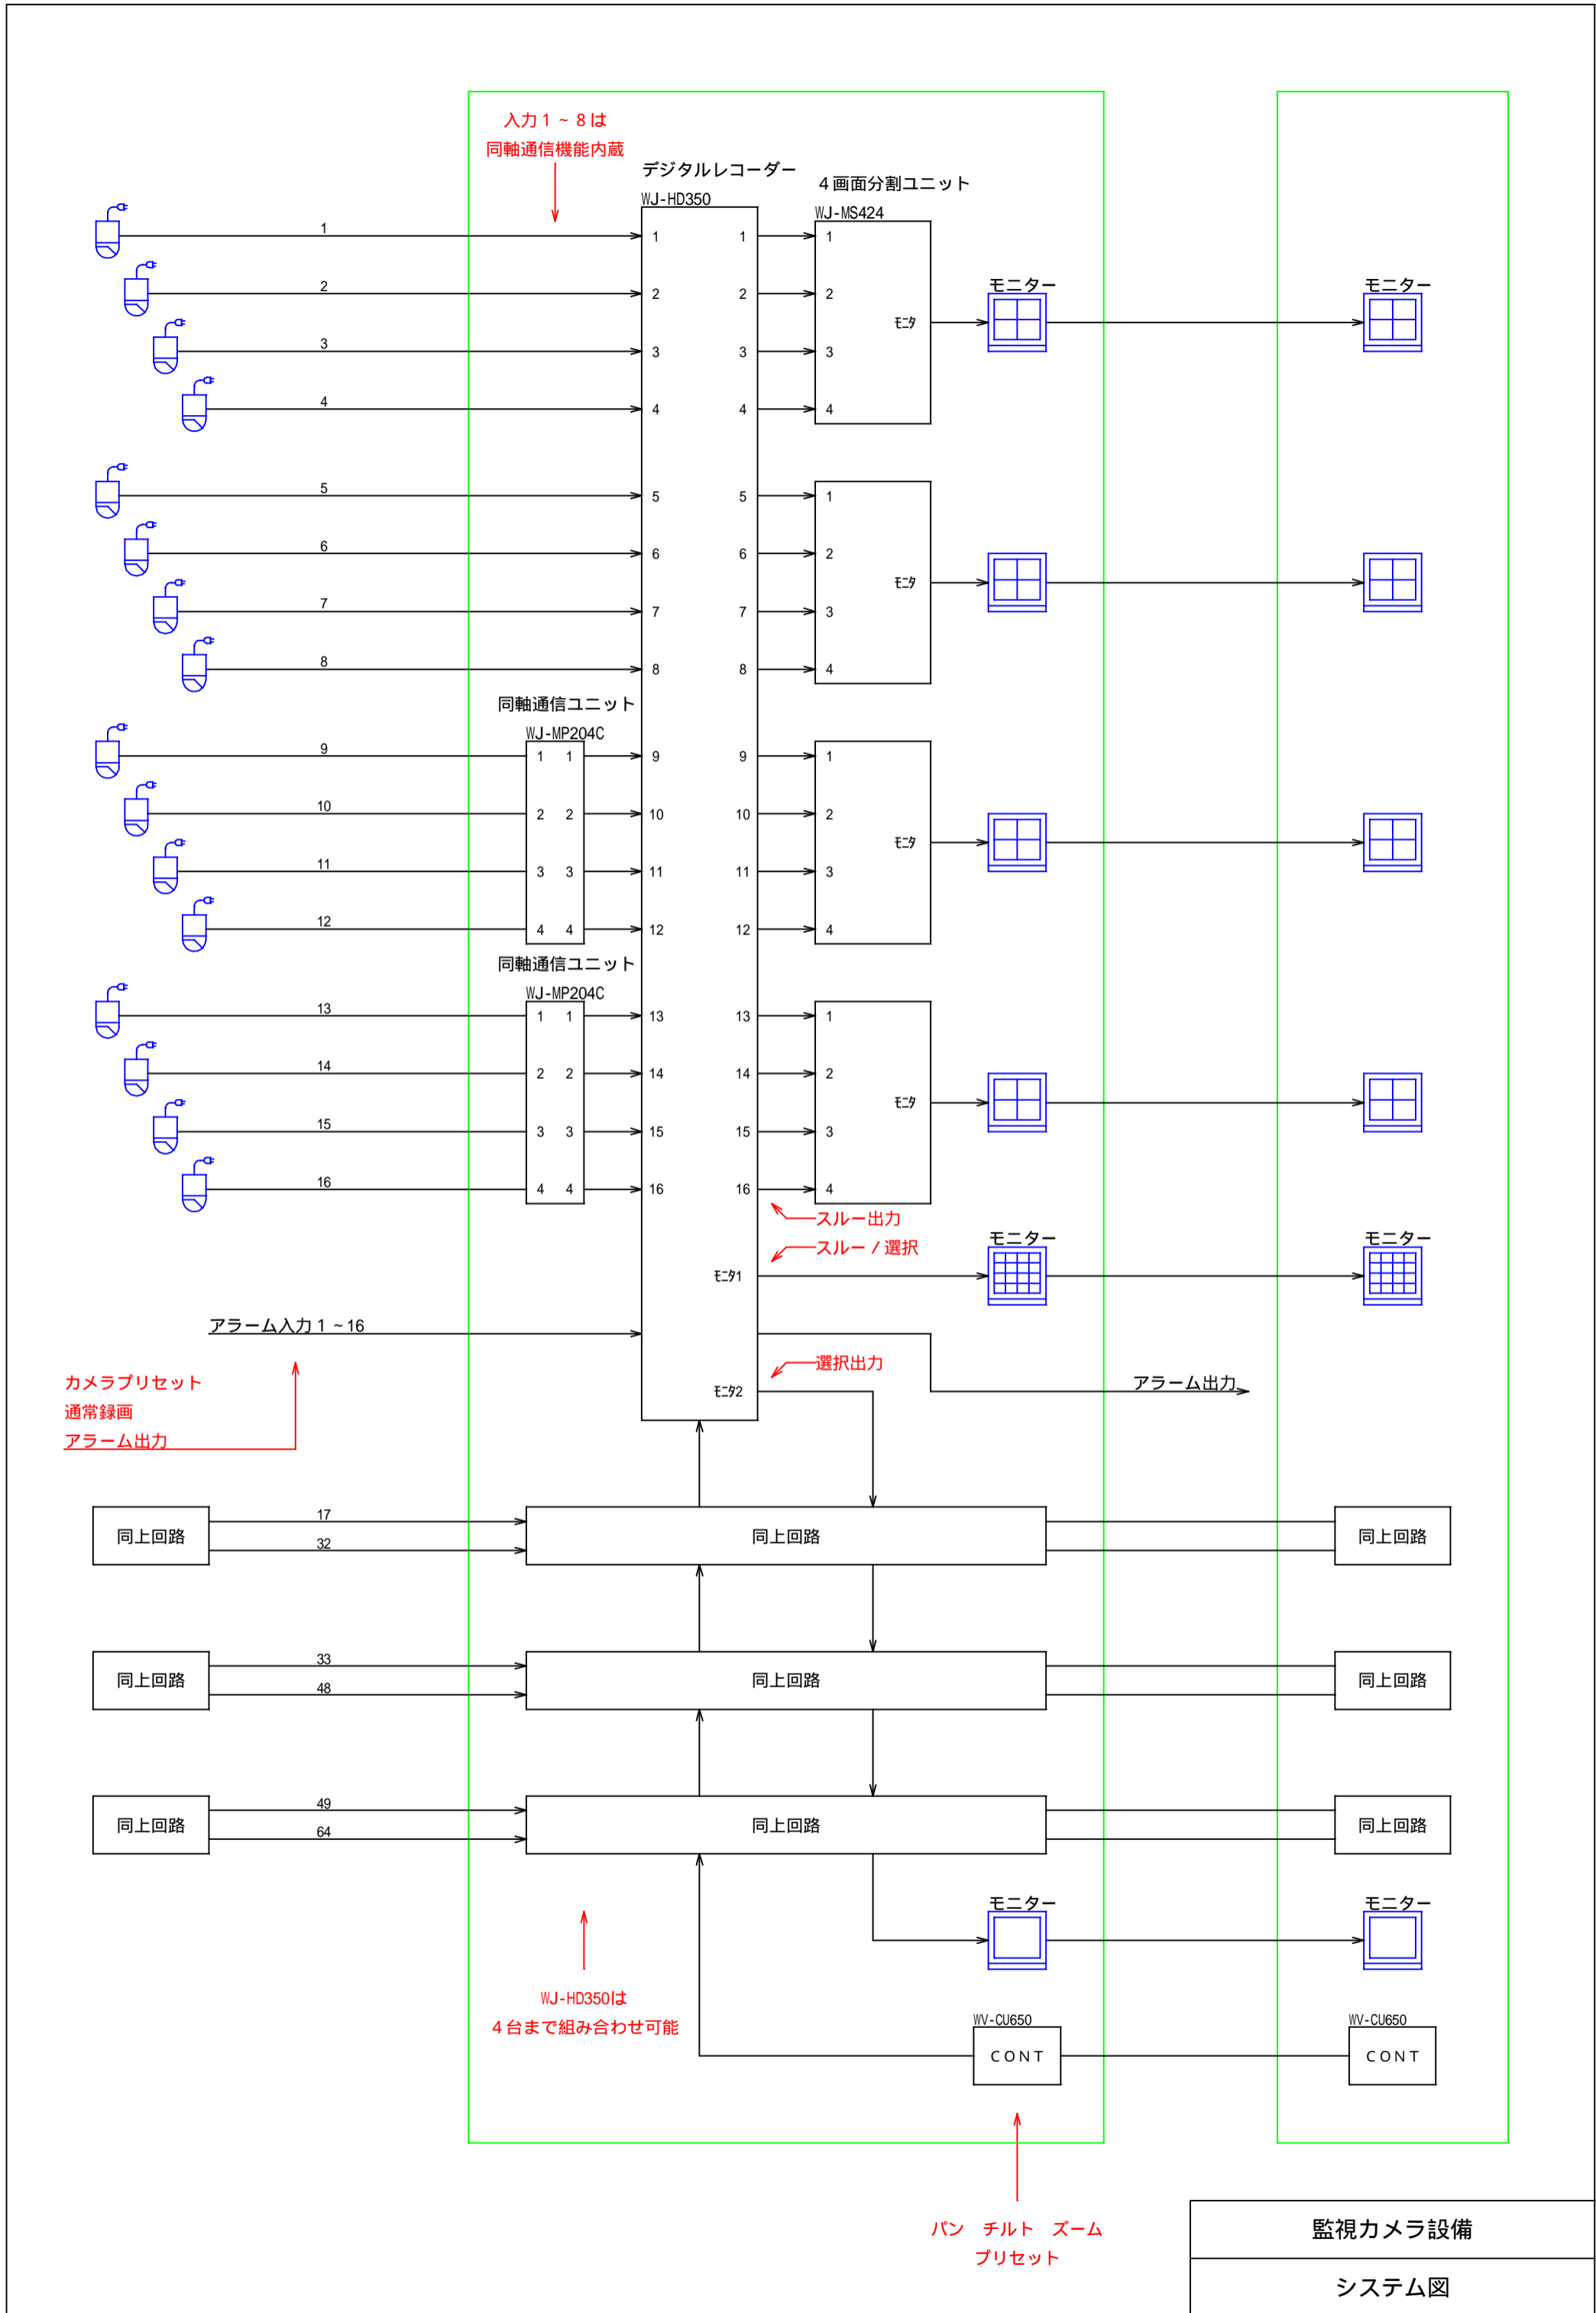 入力１～８は
同軸通信機能内蔵
デジタルレコーダー
WJ-HD350
４画面分割ユニット
WJ-MS424
1 1 1 1
2 2 2 2
モニター モニター
ﾓﾆﾀ
3 3 3 3
4 4 4 4
5 5 5 1
6 6 6 2
ﾓﾆﾀ
7 7 7 3
8 8 8 4
同軸通信ユニット
WJ-MP204C
9 1 1 9 9 1
10 2 2 10 10 2
ﾓﾆﾀ
11 3 3 11 11 3
12 4 4 12 12 4
同軸通信ユニット
WJ-MP204C
13 1 1 13 13 1
14 2 2 14 14 2
ﾓﾆﾀ
15 3 3 15 15 3
16 4 4 16 16 4
スルー出力
スルー / 選択
モニター モニター
ﾓﾆﾀ1
アラーム入力１～16
選択出力
ﾓﾆﾀ2
アラーム出力
カメラプリセット
通常録画
アラーム出力
17
同上回路 同上回路 同上回路
32
33
同上回路 同上回路 同上回路
48
49
同上回路 同上回路 同上回路
64
モニター モニター
WJ-HD350は
４台まで組み合わせ可能
WV-CU650 WV-CU650
ＣＯＮＴ ＣＯＮＴ
パン　チルト　ズーム
プリセット
監視カメラ設備
システム図